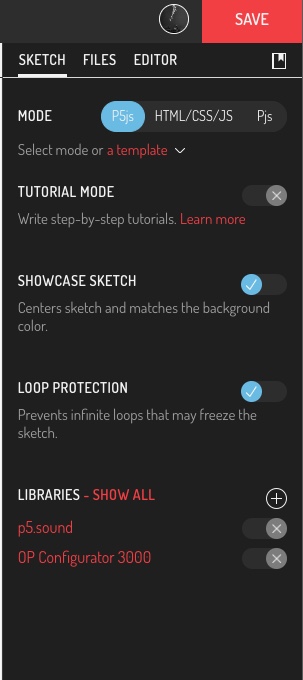 SAVE
SKETCH FILES EDITOR
MODE P5js HTML/CSS/JS Pjs
Select mode or a template
TUTORIAL MODE
Write step-by-step tutorials. Learn more
SHOWCASE SKETCH
Centers sketch and matches the background
color.
LOOP PROTECTION
Prevents infinite loops that may freeze the
sketch.
LIBRARIES - SHOW ALL
p5.sound
OP Configurator 3000